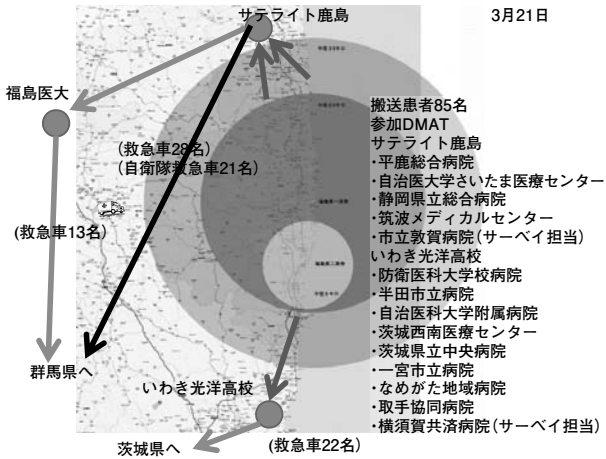 サテライト鹿島
3月21日
福島医大
(救急車28名)
(自衛隊救急車21名)
(救急車13名)
群馬県へ
いわき光洋高校
茨城県へ
(救急車22名)
搬送患者85名
参加DMAT
サテライト鹿島
・平鹿総合病院
・自治医大学さいたま医療センター
・静岡県立総合病院
・筑波メディカルセンター
・市立敦賀病院(サーベイ担当)
いわき光洋高校
・防衛医科大学校病院
・半田市立病院
・自治医科大学附属病院
・茨城西南医療センター
・茨城県立中央病院
・一宮市立病院
・なめがた地域病院
・取手協同病院
・横須賀共済病院(サーベイ担当)